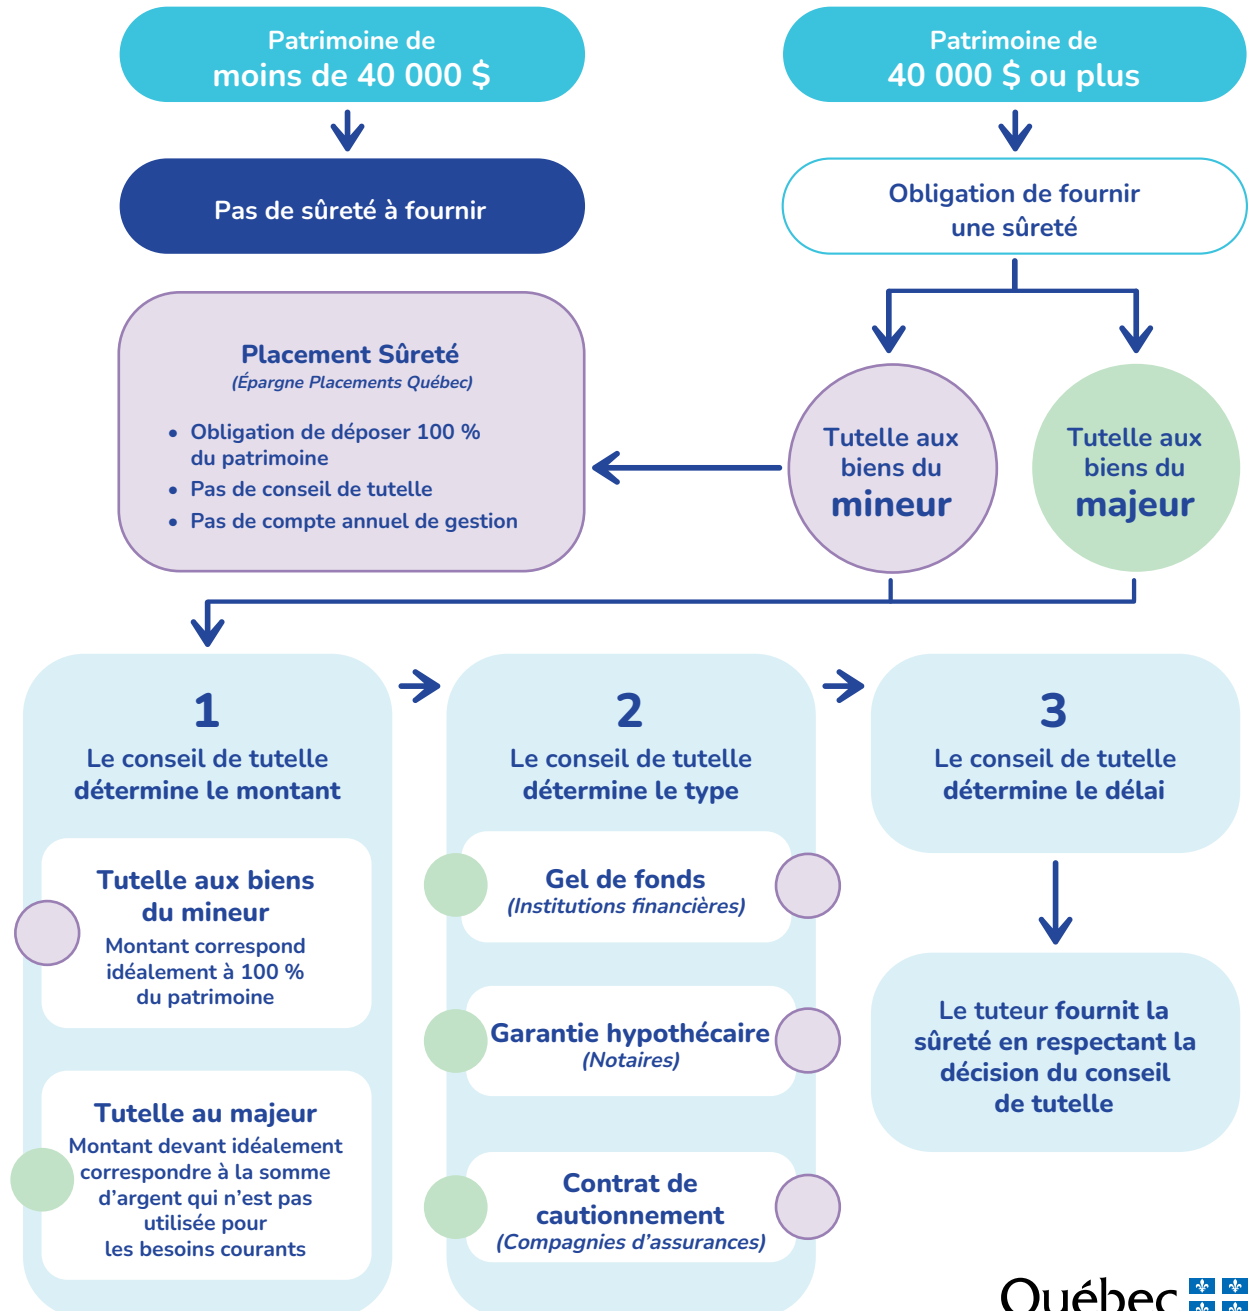 Patrimoine de
moins de 40 000 $
Pas de sûreté à fournir
Patrimoine de
40 000 $ ou plus
Obligation de fournir
une sûreté
Placement Sûreté
(Épargne Placements Québec)
• Obligation de déposer 100 %
du patrimoine
• Pas de conseil de tutelle
• Pas de compte annuel de gestion
Tutelle aux
biens du
mineur
Tutelle aux
biens du
majeur
1
Le conseil de tutelle
détermine le montant
Tutelle aux biens
du mineur
Montant correspond
idéalement à 100 %
du patrimoine
Tutelle au majeur
Montant devant idéalement
correspondre à la somme
d’argent qui n’est pas
utilisée pour
les besoins courants
2
Le conseil de tutelle
détermine le type
Gel de fonds
(Institutions financières)
Garantie hypothécaire
(Notaires)
Contrat de
cautionnement
(Compagnies d’assurances)
3
Le conseil de tutelle
détermine le délai
Le tuteur fournit la
sûreté en respectant la
décision du conseil
de tutelle
Québec